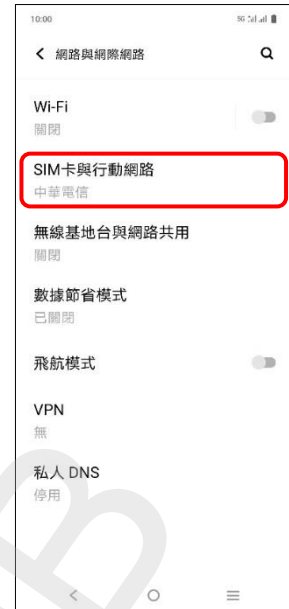 10:00
5G
網路與網際網路
Wi-Fi
關閉
SIM卡與行動網路
中華電信
無線基地台與網路共用
關閉
數據節省模式
已關閉
飛航模式
VPN
無
私人 DNS
停用
B